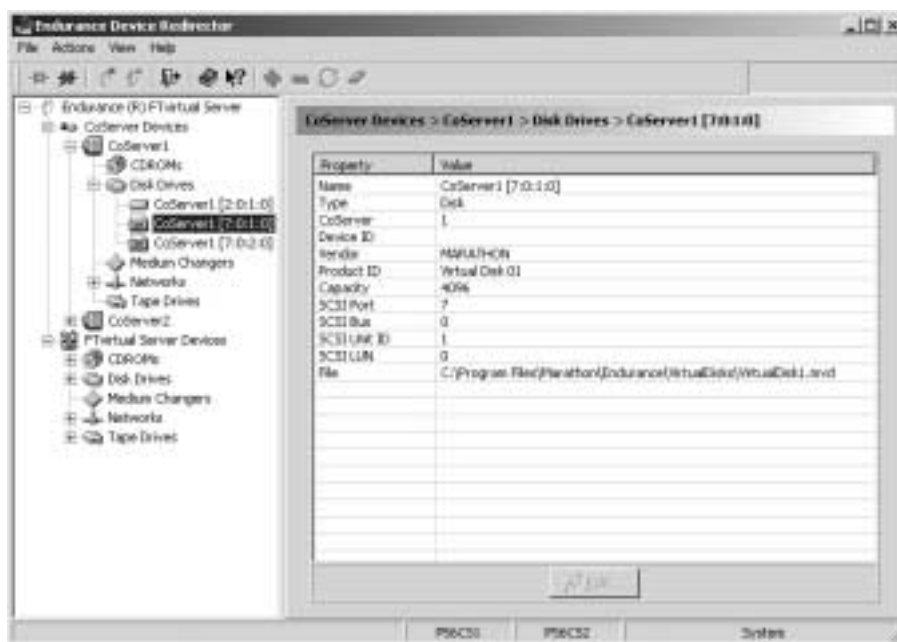 Endurance Device Redirector
File Actions View Help
Endurance (R) FTvirtual Server
CoServer Devices
CoServer1
CDROMs
Disk Drives
CoServer1 [2:0:1:0]
CoServer1 [7:0:1:0]
CoServer1 [7:0:2:0]
Medium Changers
Networks
Tape Drives
CoServer2
FTvirtual Server Devices
CDROMs
Disk Drives
Medium Changers
Networks
Tape Drives
CoServer Devices > CoServer1 > Disk Drives > CoServer1 [7:0:1:0]
Property Value
Name CoServer1 [7:0:1:0]
Type Disk
CoServer 1
Device ID
Vendor MARATHON
Product ID Virtual Disk 01
Capacity 4096
SCSI Port 7
SCSI Bus 0
SCSI Unit ID 1
SCSI LUN 0
File C:\Program Files\Marathon\Endurance\VirtualDisks\VirtualDisk1.mvd
P56CS1 P56CS2 System